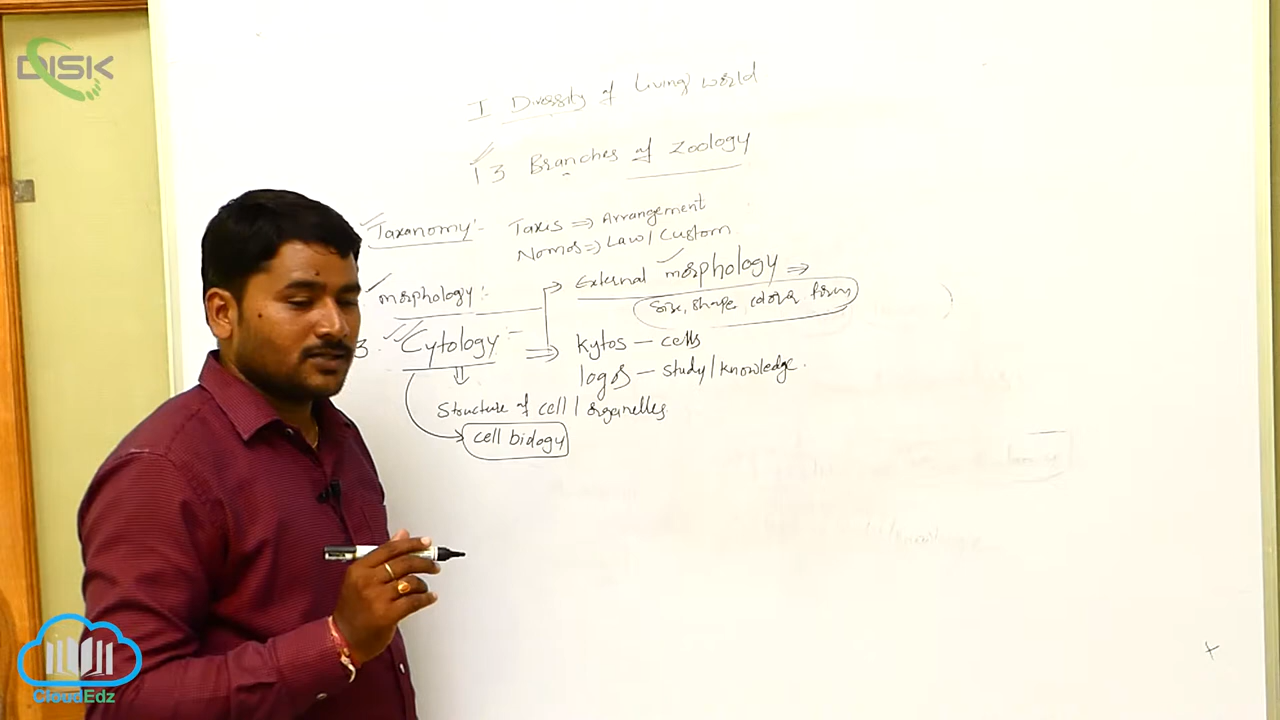 DISK
I Diversity of Living world
1 3 Branches of Zoology
Taxonomy:- Taxis => Arrangement
Nomos => Law / Custom
External morphology =>
morphology:-
Size, shape, colour form
3. Cytology :- => Kytos - cells
logos - study / knowledge.
Structure of cell / organelles
cell biology
CloudEdz
+